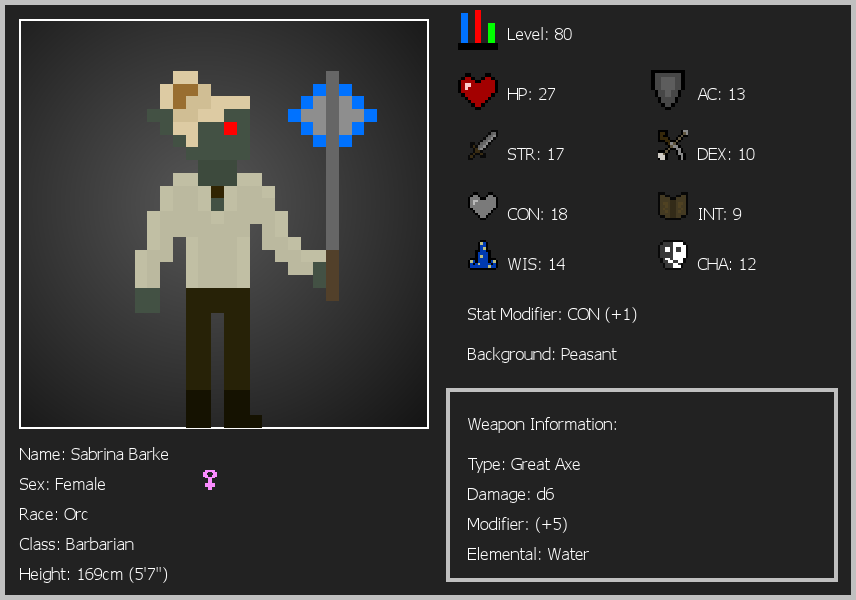 Level: 80
HP: 27
AC: 13
STR: 17
DEX: 10
CON: 18
INT: 9
WIS: 14
CHA: 12
Stat Modifier: CON (+1)
Background: Peasant
Weapon Information:
Type: Great Axe
Damage: d6
Modifier: (+5)
Elemental: Water
Name: Sabrina Barke
Sex: Female
Race: Orc
Class: Barbarian
Height: 169cm (5'7")